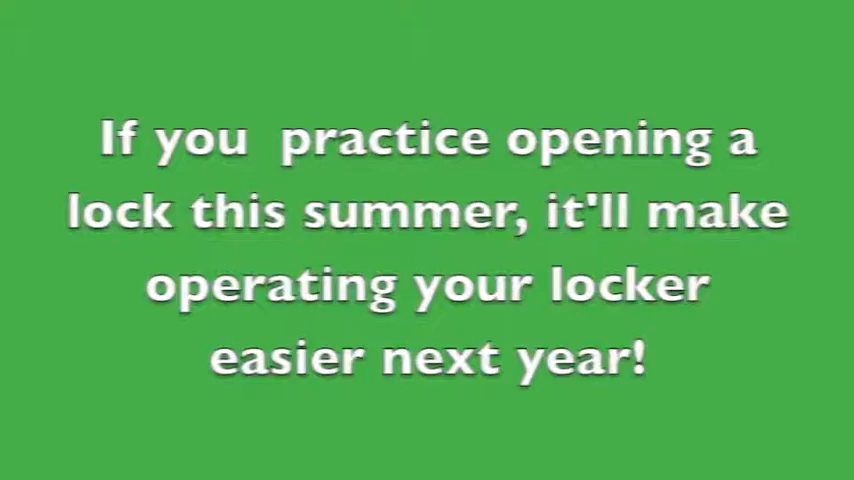 If you  practice opening a
lock this summer, it'll make
operating your locker
easier next year!